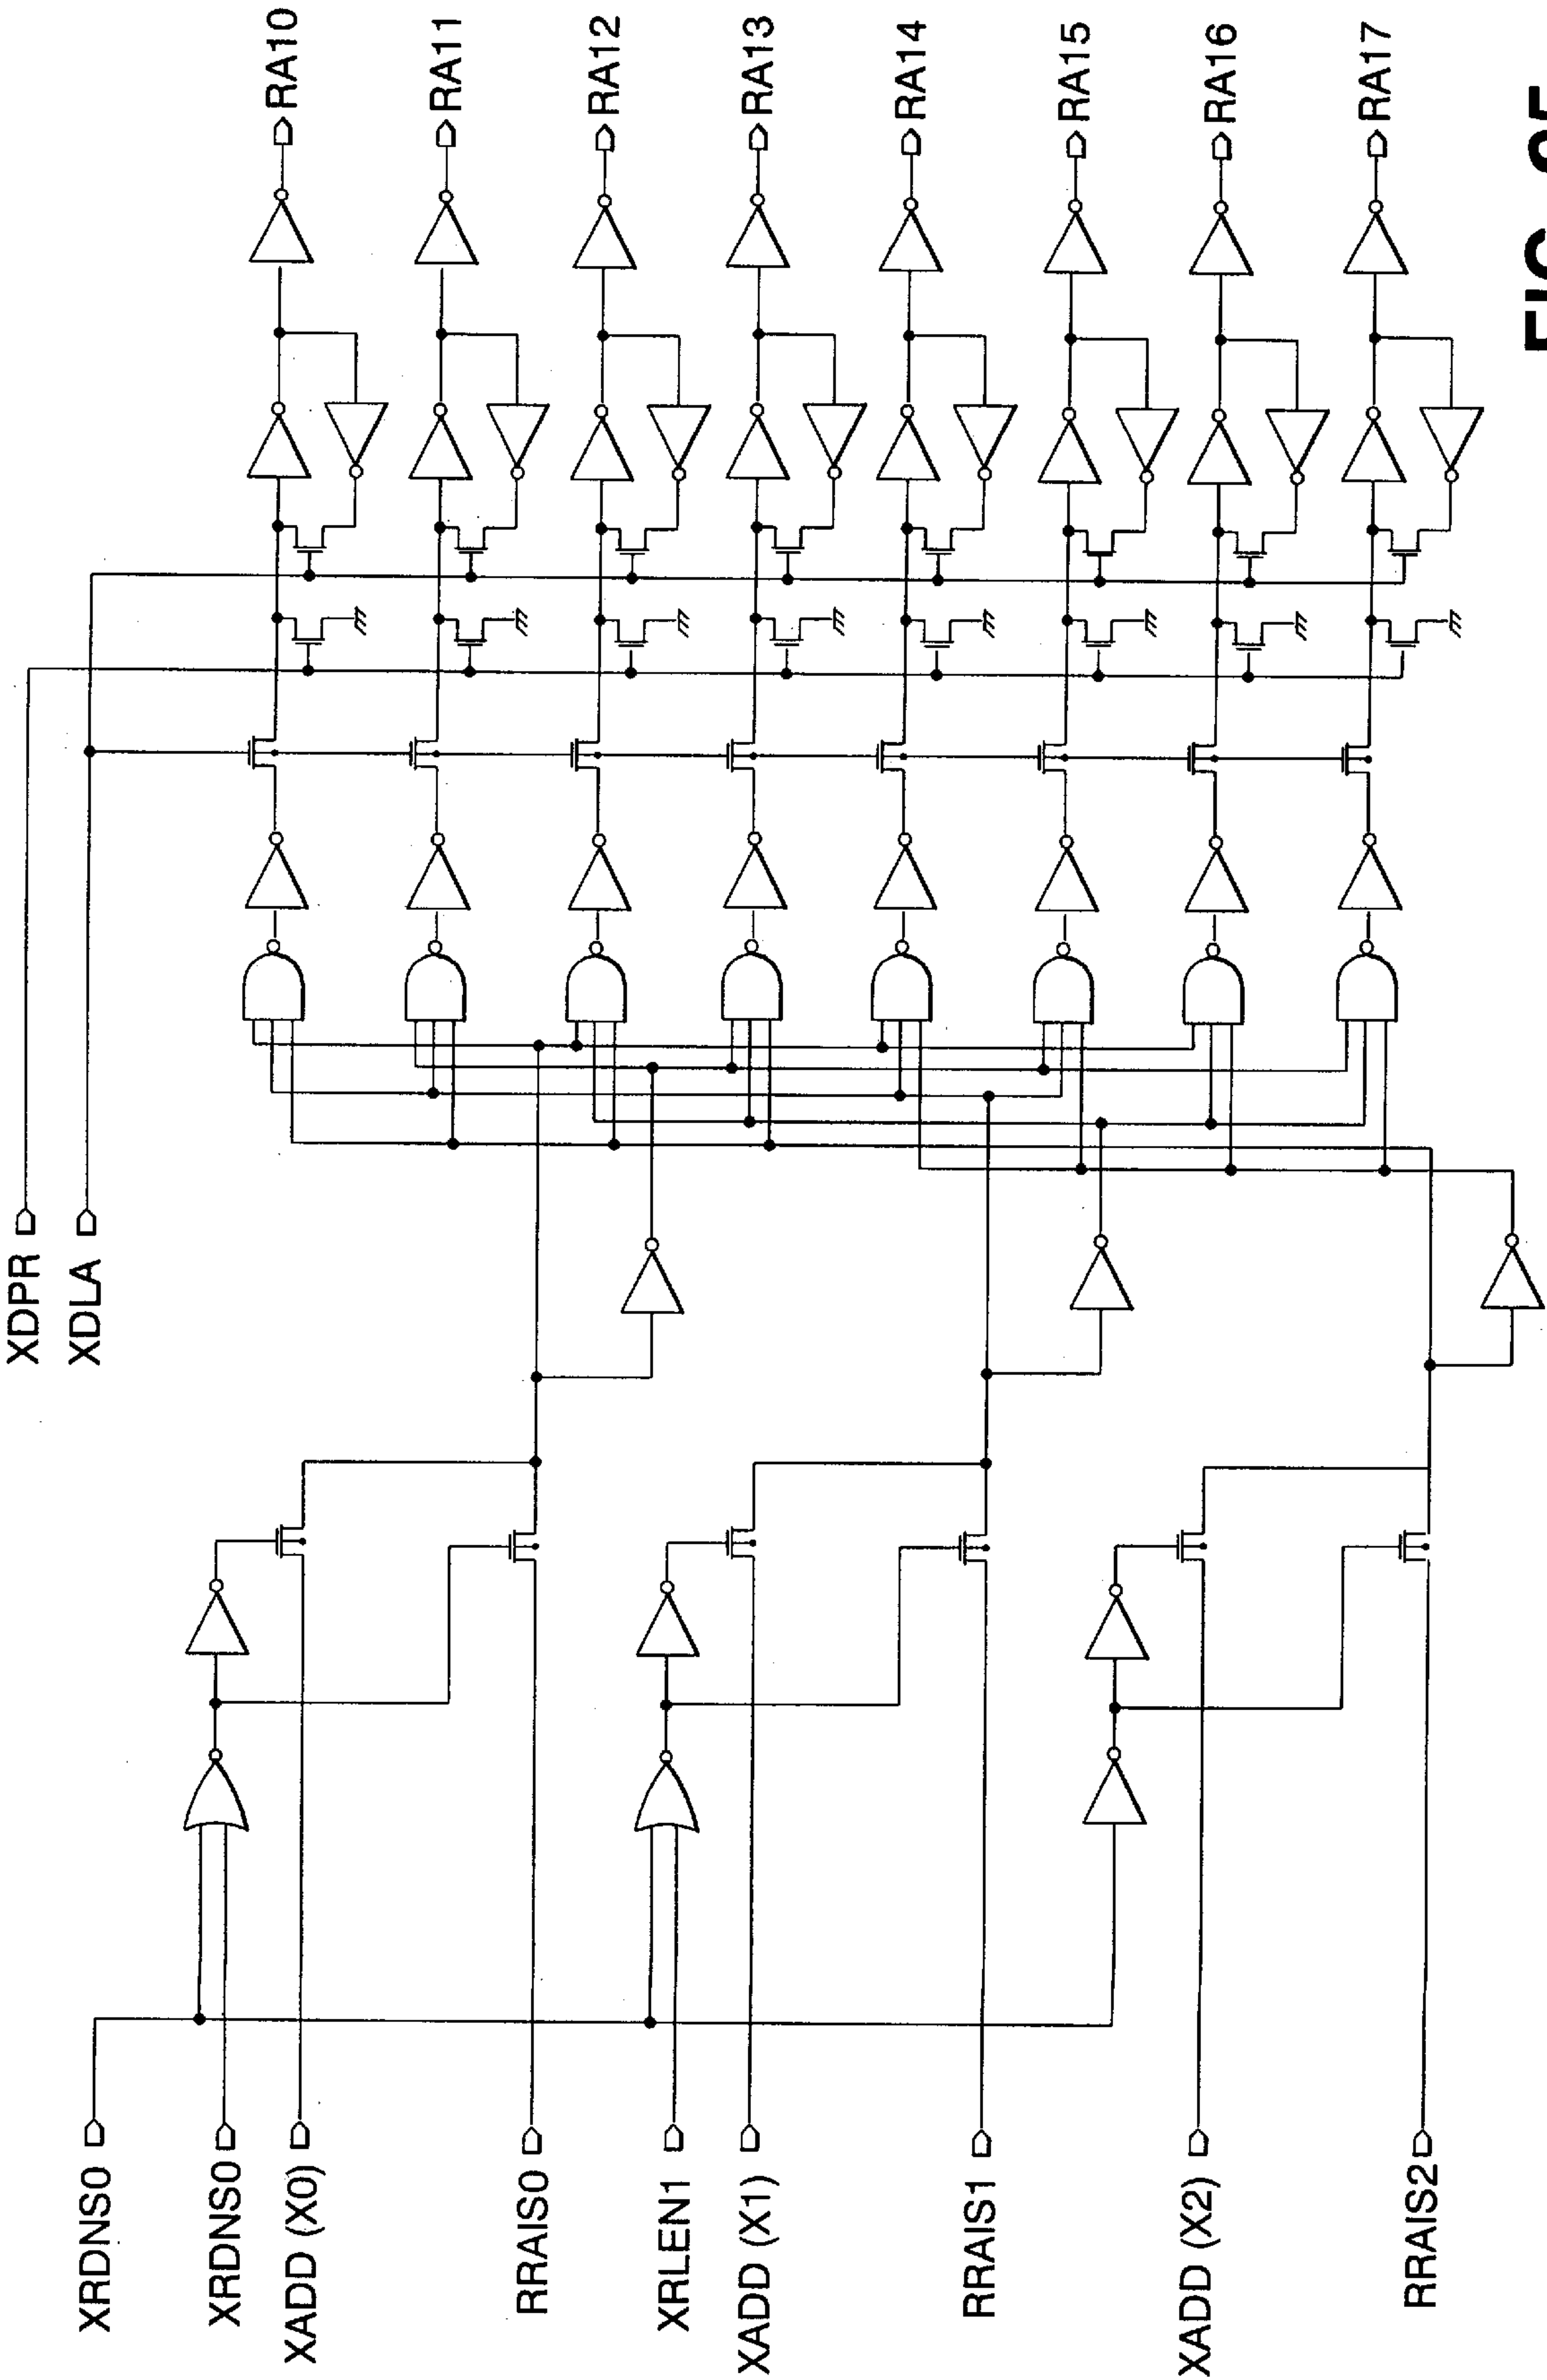 XRDNS0
XRDNS0
XADD (X0)
RRAIS0
XRLEN1
XADD (X1)
RRAIS1
XADD (X2)
RRAIS2
XDPR
XDLA
RA10
RA11
RA12
RA13
RA14
RA15
RA16
RA17